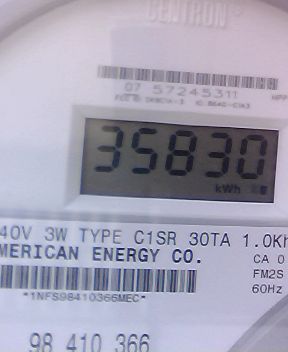 CENTRON
07 57245311
35830
kWh
40V 3W TYPE C1SR 30TA 1.0Kh
MERICAN ENERGY CO.
CA 0
FM2S
60Hz
*1NFS98410366MEC*
98 410 366